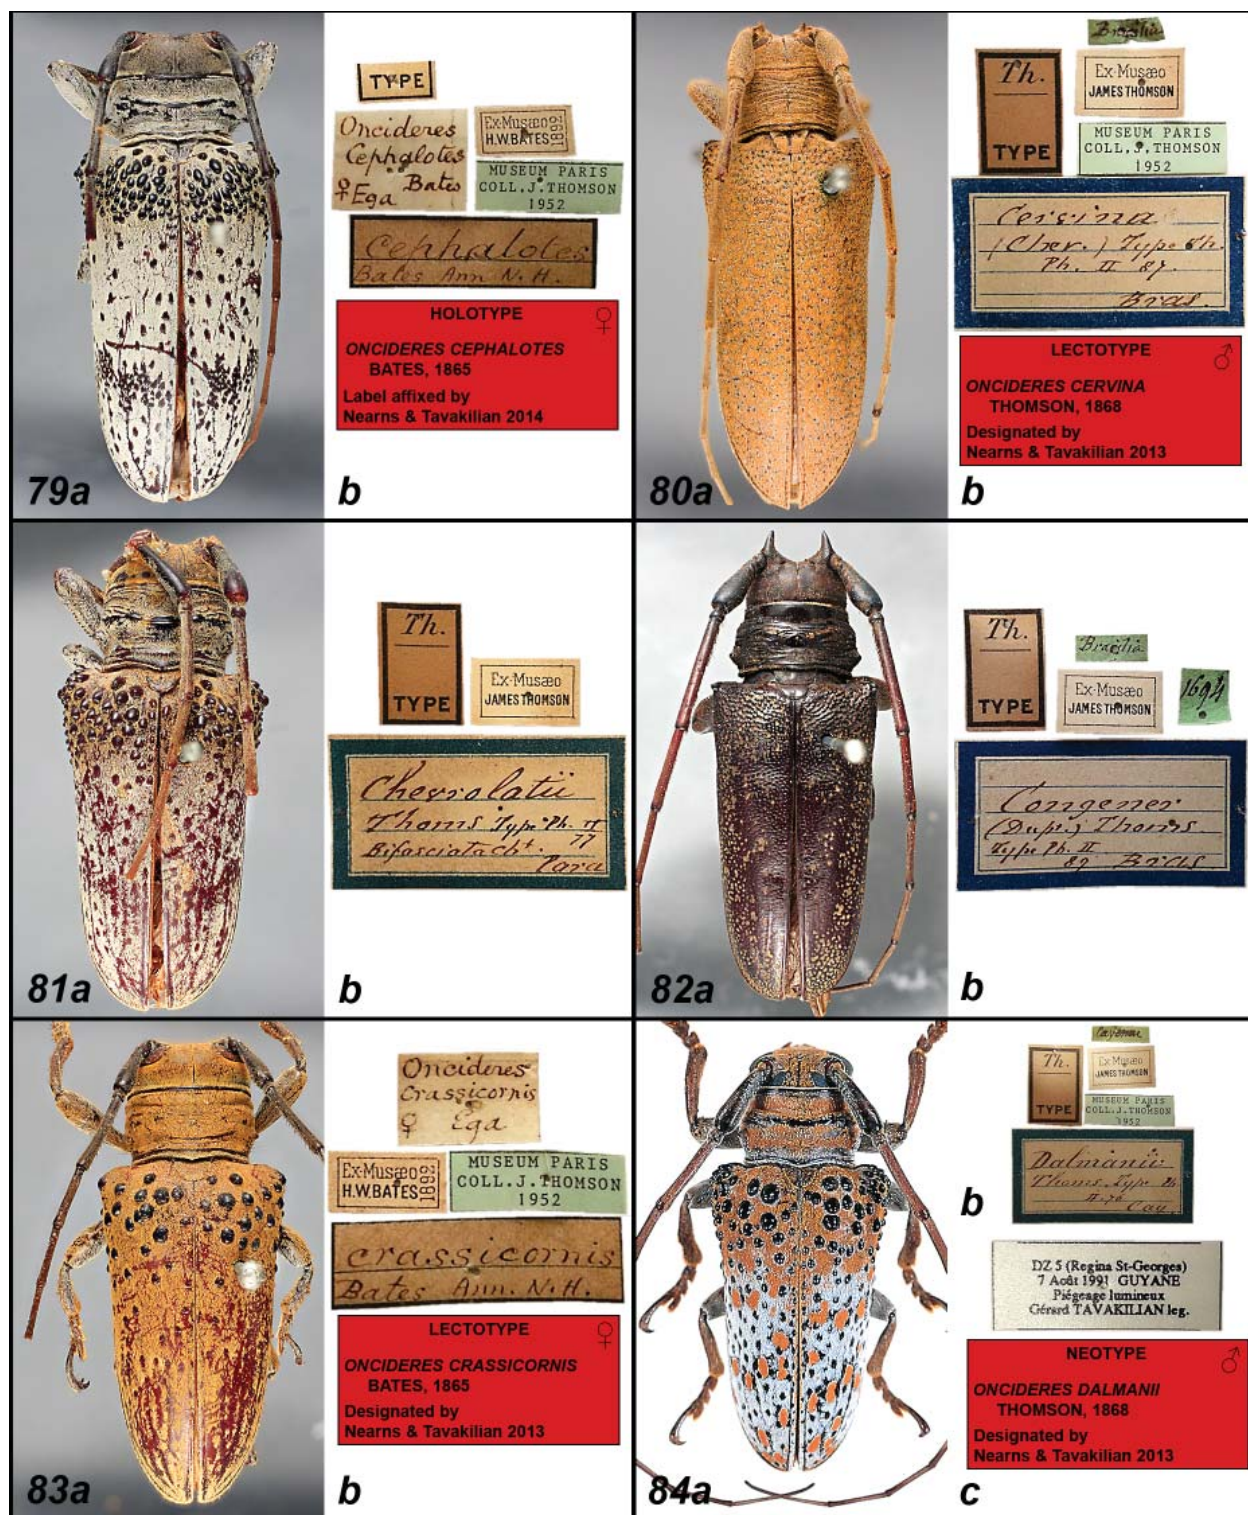 TYPE
Oncideres
Cephalotes
Bates
♀ Ega
Ex-Musæo
H.W.BATES
1892
MUSEUM PARIS
COLL.J.THOMSON
1952
Cephalotes
Bates Ann. N. H.
HOLOTYPE ♀
ONCIDERES CEPHALOTES
BATES, 1865
Label affixed by
Nearns & Tavakilian 2014
79a
b
Brasilia
Th.
TYPE
Ex-Musæo
JAMES THOMSON
MUSEUM PARIS
COLL.J.THOMSON
1952
Cervina
(Chev.) Type Th.
Ph. II 87.
Bras.
LECTOTYPE ♂
ONCIDERES CERVINA
THOMSON, 1868
Designated by
Nearns & Tavakilian 2013
80a
b
Th.
TYPE
Ex-Musæo
JAMES THOMSON
Chevrolatii
Thoms Type Ph. II
77
Bifasciata cht.
Para
81a
b
Th.
TYPE
Brasilia
Ex-Musæo
JAMES THOMSON
1694
Congener
(Dup.) Thoms.
Type Ph. II
82 Bras
82a
b
Oncideres
Crassicornis
♀ Ega
Ex-Musæo
H.W.BATES
1892
MUSEUM PARIS
COLL.J.THOMSON
1952
crassicornis
Bates Ann. N. H.
LECTOTYPE ♀
ONCIDERES CRASSICORNIS
BATES, 1865
Designated by
Nearns & Tavakilian 2013
83a
b
Cayenne
Th.
TYPE
Ex-Musæo
JAMES THOMSON
MUSEUM PARIS
COLL.J.THOMSON
1952
Dalmanii
Thoms. Type Ph
II. 76
Cay.
b
DZ 5 (Regina St-Georges)
7 Août 1991 GUYANE
Piégeage lumineux
Gérard TAVAKILIAN leg.
NEOTYPE ♂
ONCIDERES DALMANII
THOMSON, 1868
Designated by
Nearns & Tavakilian 2013
84a
c